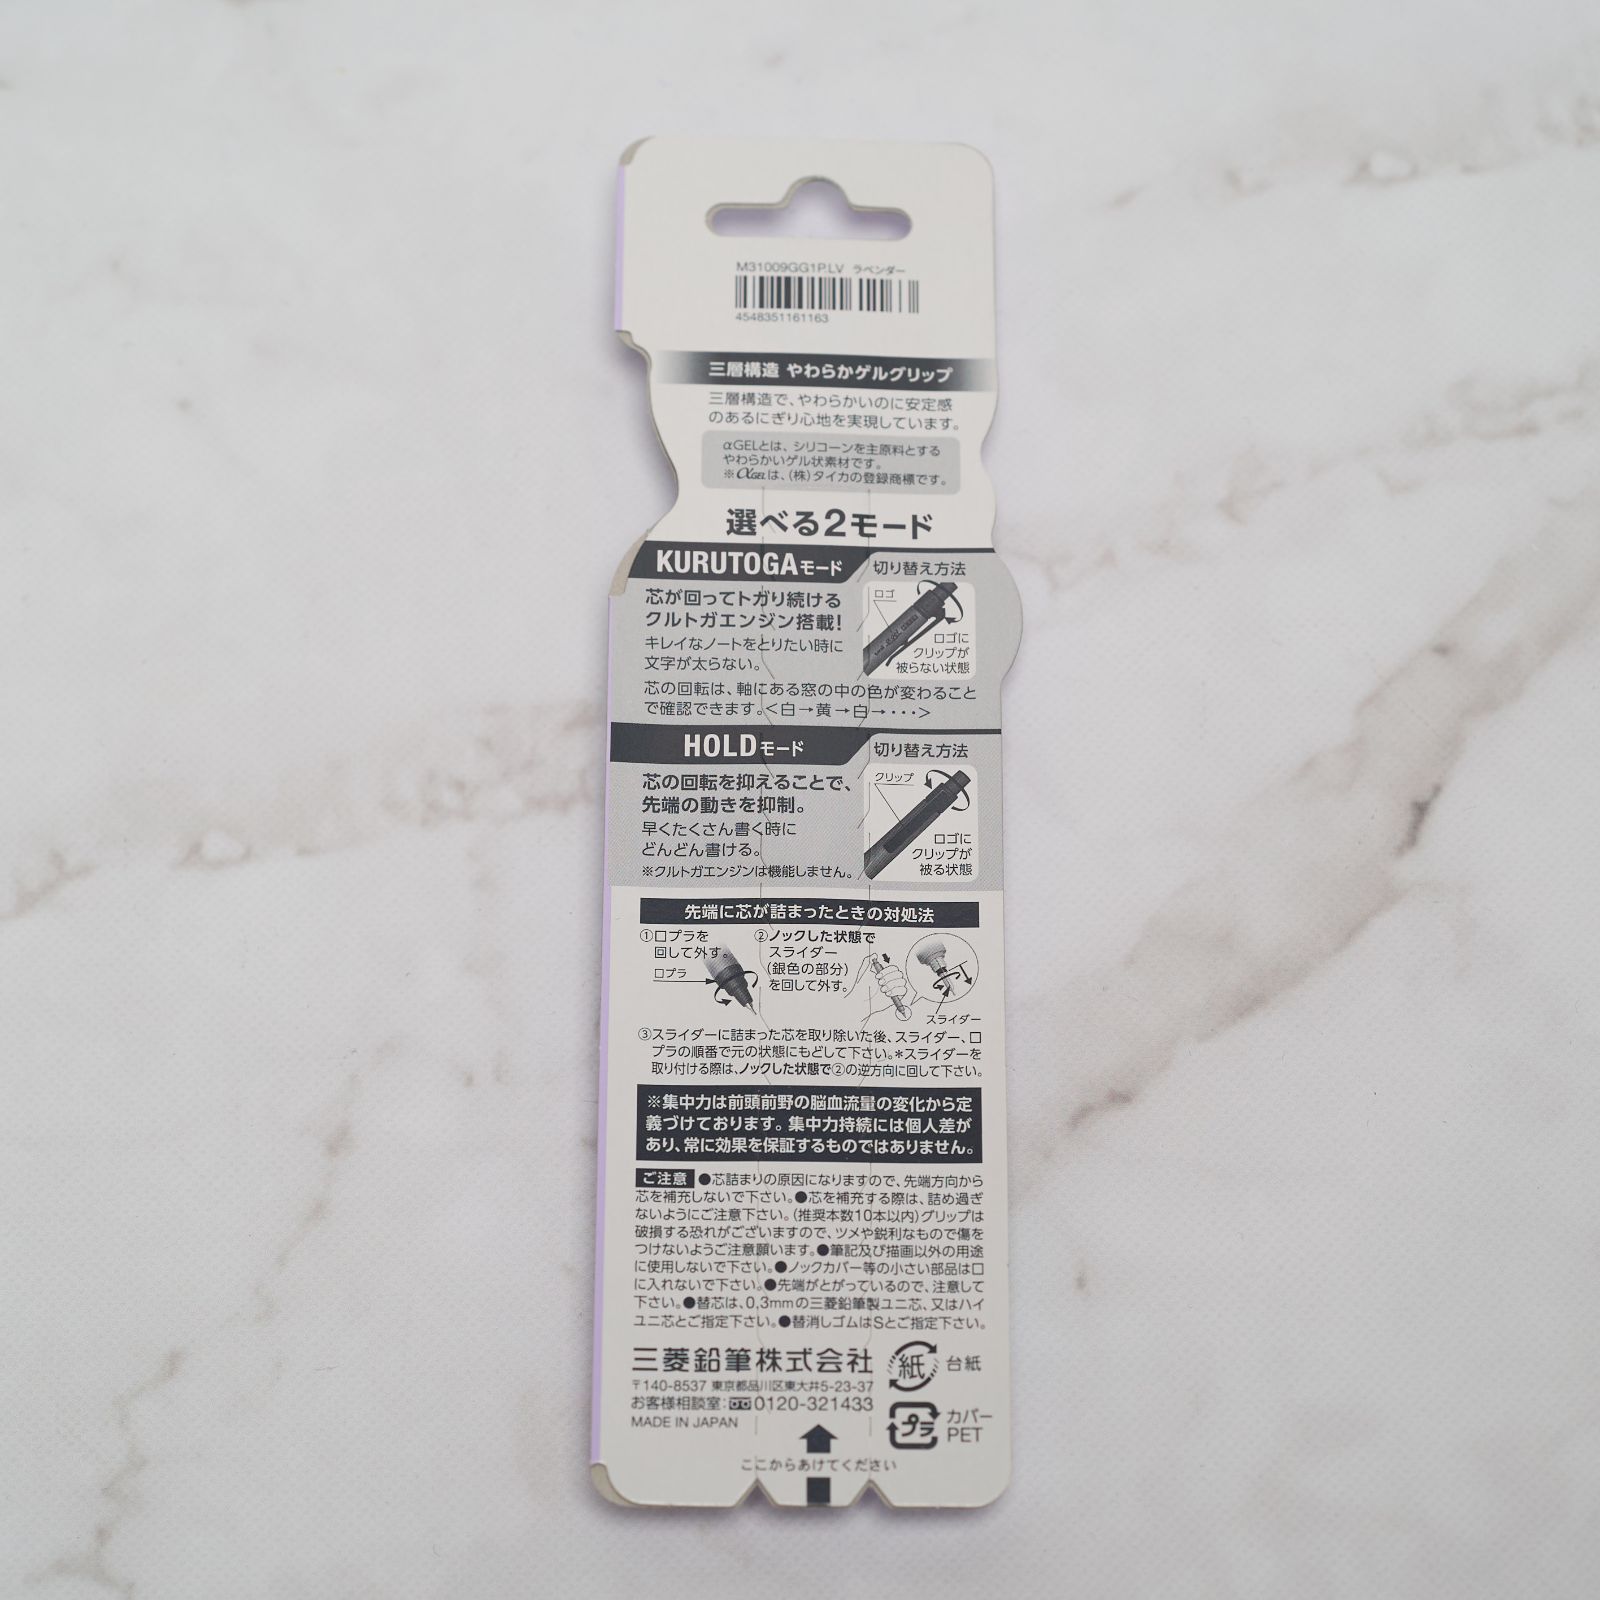 M31009GG1P.LV ラベンダー
4548351161163
三層構造 やわらかゲルグリップ
三層構造で、やわらかいのに安定感
のあるにぎり心地を実現しています。
αGELとは、シリコーンを主原料とする
やわらかいゲル状素材です。
※αGELは、(株)タイカの登録商標です。
選べる2モード
KURUTOGAモード
切り替え方法
芯が回ってトガり続ける
クルトガエンジン搭載!
キレイなノートをとりたい時に
文字が太らない。
ロゴ
ロゴに
クリップが
被らない状態
芯の回転は、軸にある窓の中の色が変わること
で確認できます。<白→黄→白→・・・>
HOLDモード
切り替え方法
芯の回転を抑えることで、
先端の動きを抑制。
早くたくさん書く時に
どんどん書ける。
※クルトガエンジンは機能しません。
クリップ
ロゴに
クリップが
被る状態
先端に芯が詰まったときの対処法
①口プラを
回して外す。
口プラ
②ノックした状態で
スライダー
(銀色の部分)
を回して外す。
スライダー
③スライダーに詰まった芯を取り除いた後、スライダー、口
プラの順番で元の状態にもどして下さい。*スライダーを
取り付ける際は、ノックした状態で②の逆方向に回して下さい。
※集中力は前頭前野の脳血流量の変化から定
義づけております。集中力持続には個人差が
あり、常に効果を保証するものではありません。
ご注意 ●芯詰まりの原因になりますので、先端方向から
芯を補充しないで下さい。●芯を補充する際は、詰め過ぎ
ないようにご注意下さい。(推奨本数10本以内)グリップは
破損する恐れがございますので、ツメや鋭利なもので傷を
つけないようご注意願います。●筆記及び描画以外の用途
に使用しないで下さい。●ノックカバー等の小さい部品は口
に入れないで下さい。●先端がとがっているので、注意して
下さい。●替芯は、0.3mmの三菱鉛筆製ユニ芯、又はハイ
ユニ芯とご指定下さい。●替消しゴムはSとご指定下さい。
三菱鉛筆株式会社
〒140-8537 東京都品川区東大井5-23-37
お客様相談室:0120-321433
MADE IN JAPAN
紙 台紙
プラ カバー
PET
ここからあけてください